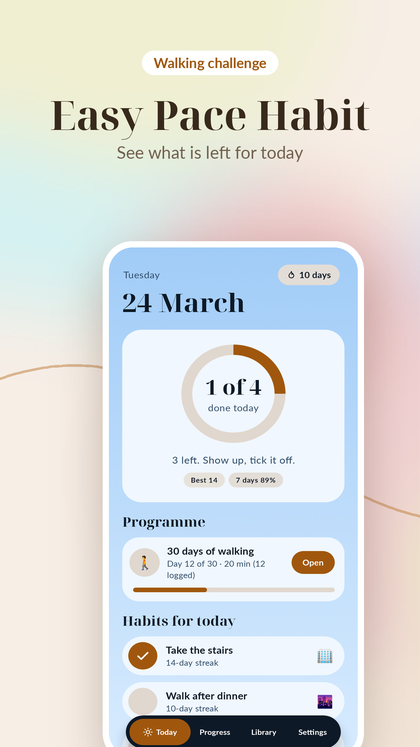 Walking challenge
Easy Pace Habit
See what is left for today
Tuesday
10 days
24 March
1 of 4
done today
3 left. Show up, tick it off.
Best 14
7 days 89%
Programme
30 days of walking
Day 12 of 30 · 20 min (12
logged)
Open
Habits for today
Take the stairs
14-day streak
Walk after dinner
10-day streak
Today
Progress
Library
Settings